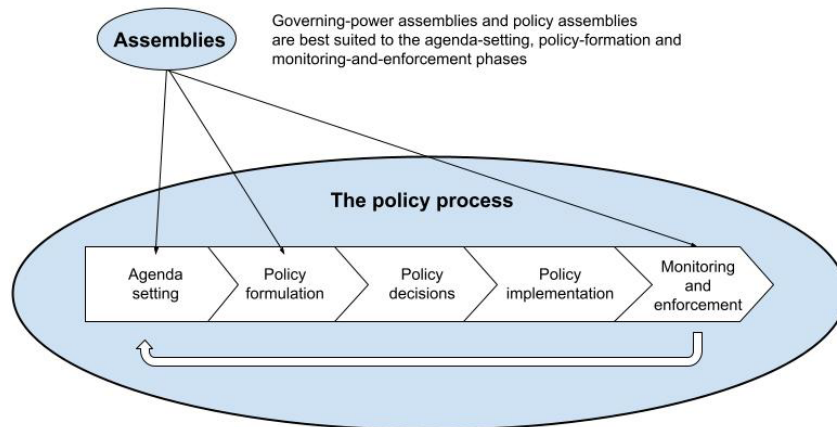 Assemblies
Governing-power assemblies and policy assemblies
are best suited to the agenda-setting, policy-formation and
monitoring-and-enforcement phases
The policy process
Agenda
setting
Policy
formulation
Policy
decisions
Policy
implementation
Monitoring
and
enforcement